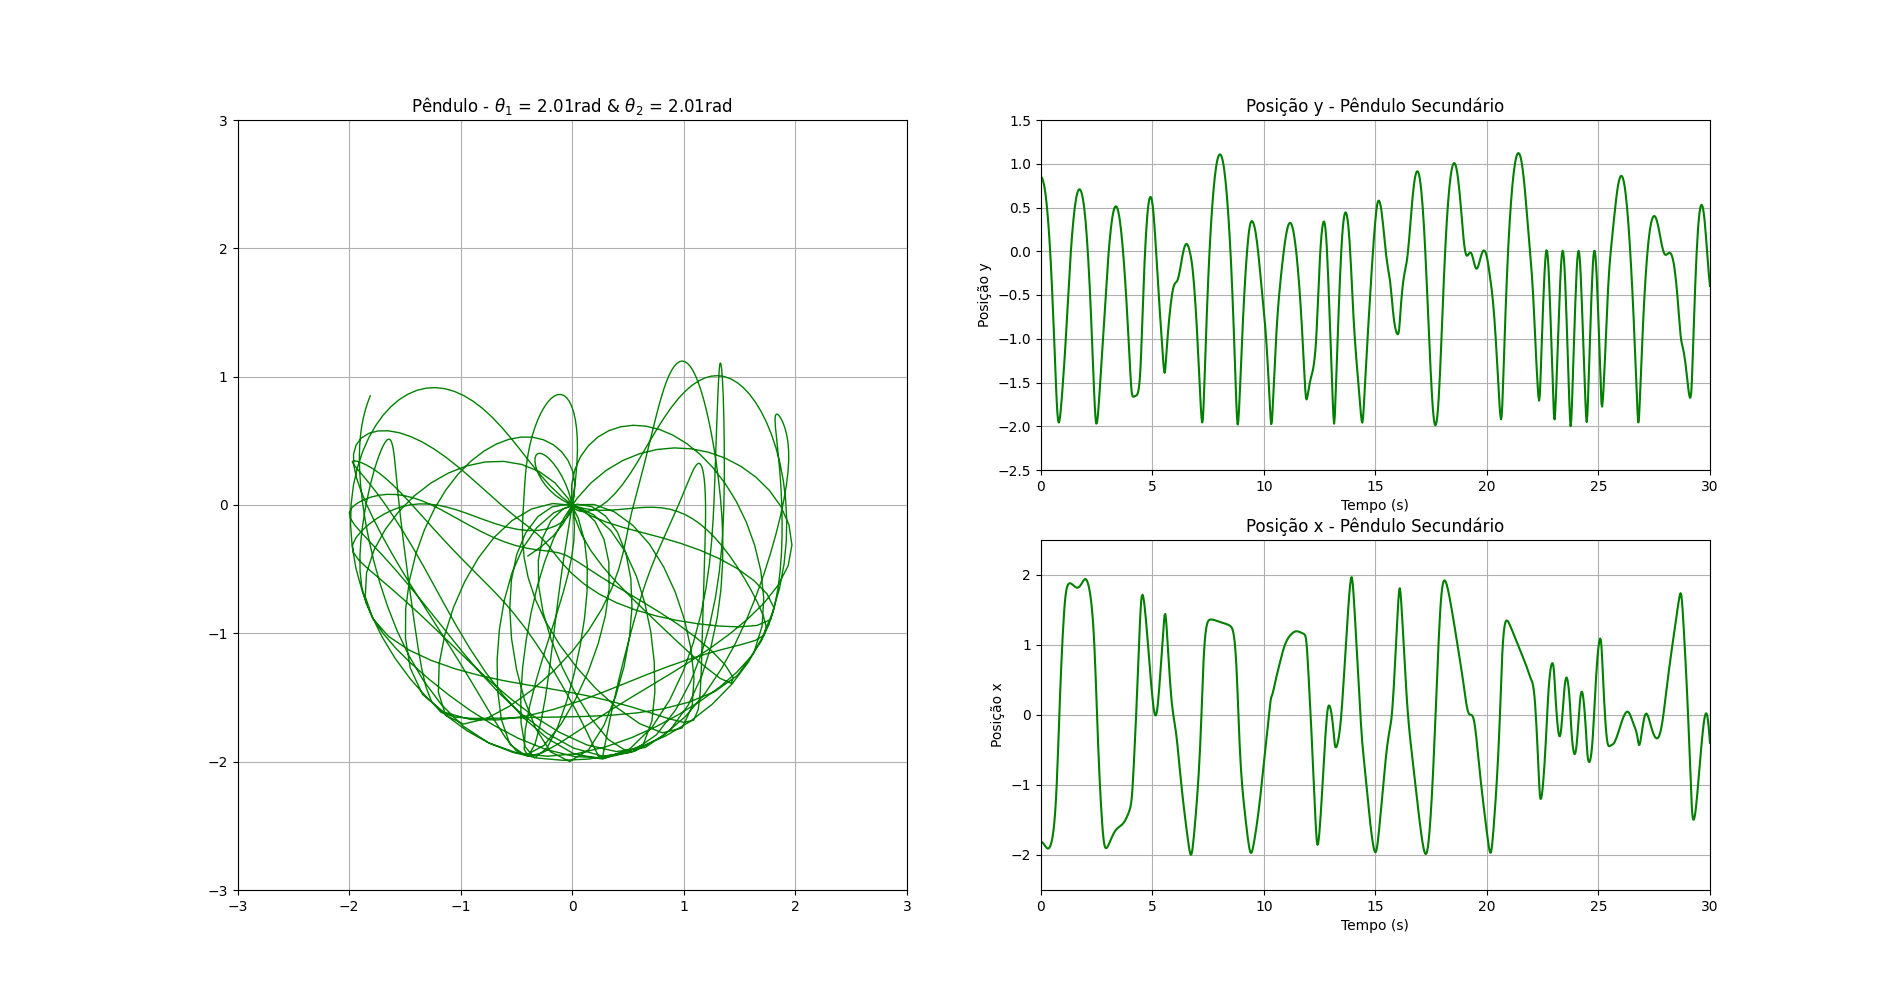 Pêndulo - θ₁ = 2.01rad & θ₂ = 2.01rad
3
2
1
0
−1
−2
−3
−3 −2 −1 0 1 2 3
Posição y - Pêndulo Secundário
Posição y
1.5
1.0
0.5
0.0
−0.5
−1.0
−1.5
−2.0
−2.5
0 5 10 15 20 25 30
Tempo (s)
Posição x - Pêndulo Secundário
Posição x
2
1
0
−1
−2
0 5 10 15 20 25 30
Tempo (s)